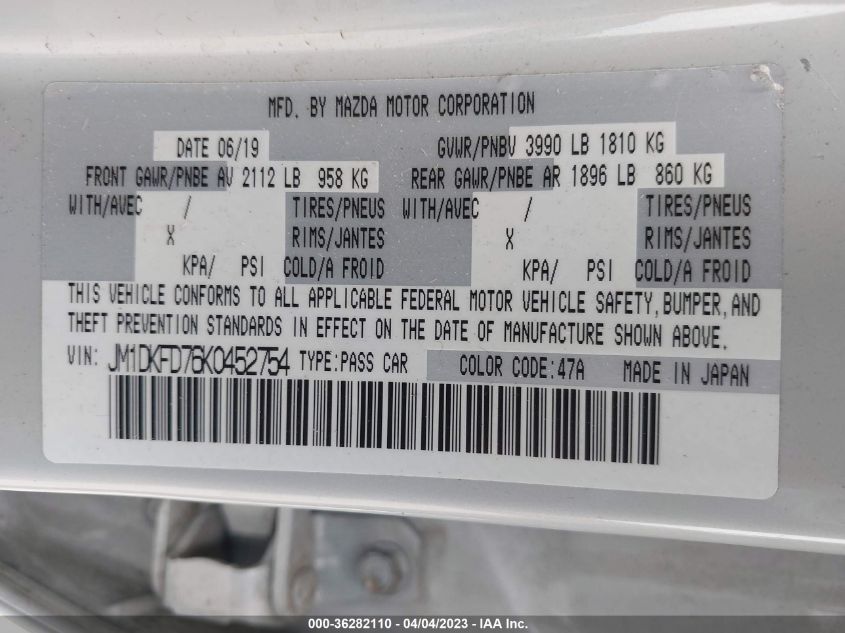 MFD. BY MAZDA MOTOR CORPORATION
DATE 06/19 GVWR/PNBV 3990 LB 1810 KG
FRONT GAWR/PNBE AV 2112 LB 958 KG REAR GAWR/PNBE AR 1896 LB 860 KG
WITH/AVEC / TIRES/PNEUS WITH/AVEC / TIRES/PNEUS
X RIMS/JANTES X RIMS/JANTES
KPA/ PSI COLD/A FROID KPA/ PSI COLD/A FROID
THIS VEHICLE CONFORMS TO ALL APPLICABLE FEDERAL MOTOR VEHICLE SAFETY, BUMPER, AND
THEFT PREVENTION STANDARDS IN EFFECT ON THE DATE OF MANUFACTURE SHOWN ABOVE.
VIN: JM1DKFD76K0452754 TYPE:PASS CAR COLOR CODE:47A MADE IN JAPAN
000-36282110 - 04/04/2023 - IAA Inc.